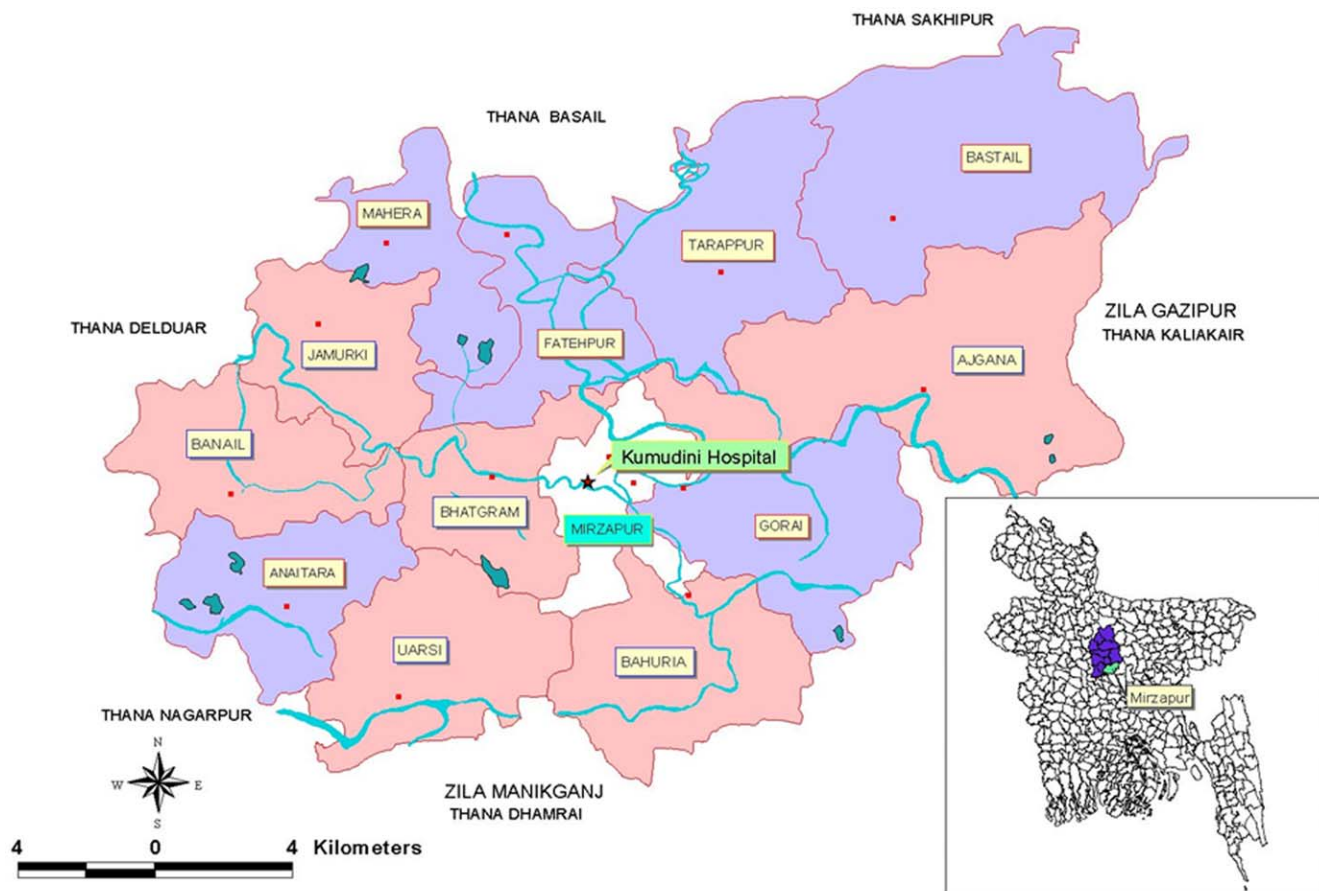 THANA SAKHIPUR
THANA BASAIL
BASTAIL
MAHERA
TARAPPUR
ZILA GAZIPUR
THANA KALIAKAIR
THANA DELDUAR
JAMURKI
FATEHPUR
AJGANA
BANAIL
Kumudini Hospital
BHATGRAM
MIRZAPUR
GORAI
ANAITARA
UARSI
BAHURIA
Mirzapur
THANA NAGARPUR
N
W E
S
ZILA MANIKGANJ
THANA DHAMRAI
4 0 4 Kilometers